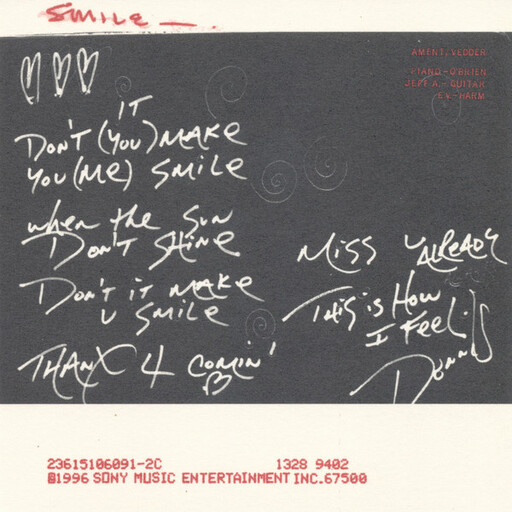 SMILE
AMENT, VEDDER
PIANO-O'BRIEN
JEFF A.-GUITAR
EV-HARM
IT
DON'T (YOU) MAKE
YOU (ME) SMILE
when the SUN
DON'T SHINE
DON'T it MAKE
U SMILE
THANX 4 COMIN'
MISS U ALREADY
THIS is HOW
I FEEL
23615106091-2C 1328 9402
©1996 SONY MUSIC ENTERTAINMENT INC. 67500